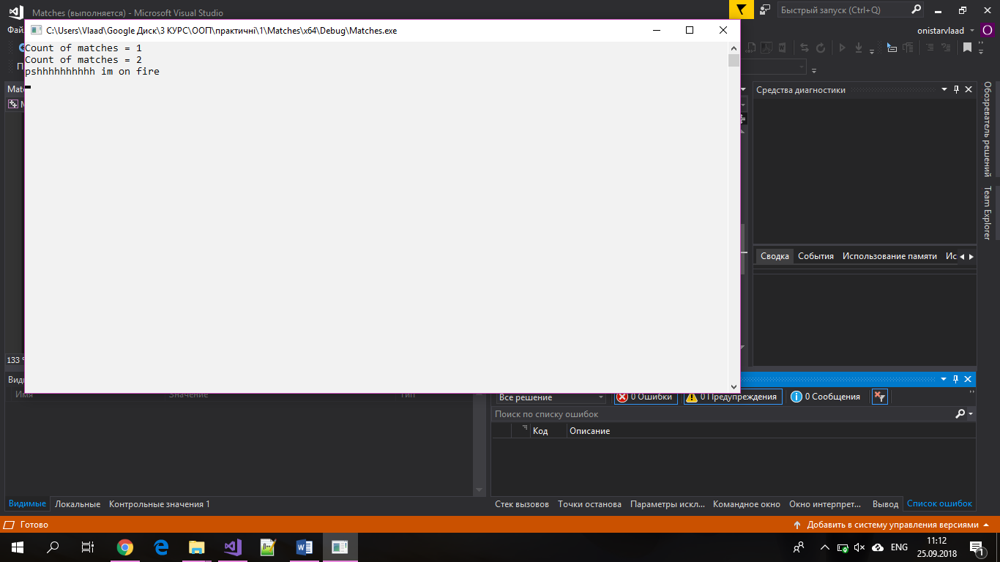 Matches (выполняется) - Microsoft Visual Studio
Быстрый запуск (Ctrl+Q)
onistarvlaad
O
C:\Users\Vlaad\Google Диск\3 КУРС\ООП\практичні\1\Matches\x64\Debug\Matches.exe
Count of matches = 1
Count of matches = 2
pshhhhhhhhhh im on fire
Средства диагностики
Обозреватель решений
Team Explorer
Сводка События Использование памяти Ис
133 %
Имя Значение Тип
Все решение 0 Ошибки 0 Предупреждения 0 Сообщения
Поиск по списку ошибок
Код Описание
Видимые Локальные Контрольные значения 1
Стек вызовов Точки останова Параметры искл... Командное окно Окно интерпрет... Вывод Список ошибок
Готово
Добавить в систему управления версиями
ENG
11:12
25.09.2018
1